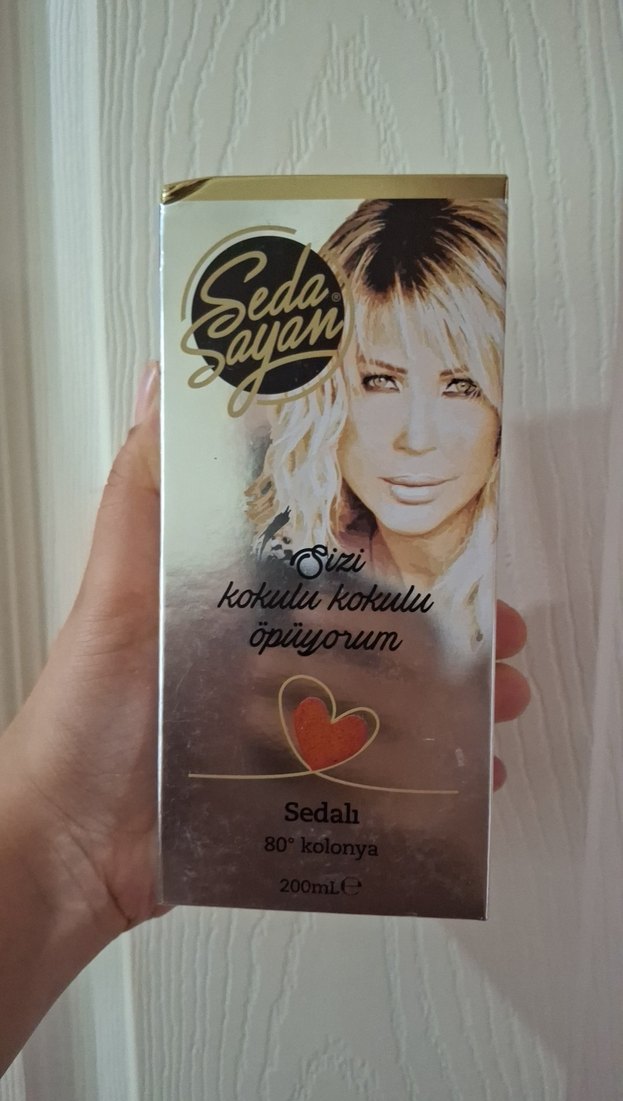 Seda
Sayan®
Sizi
kokulu kokulu
öpüyorum
Sedalı
80° kolonya
200mL℮